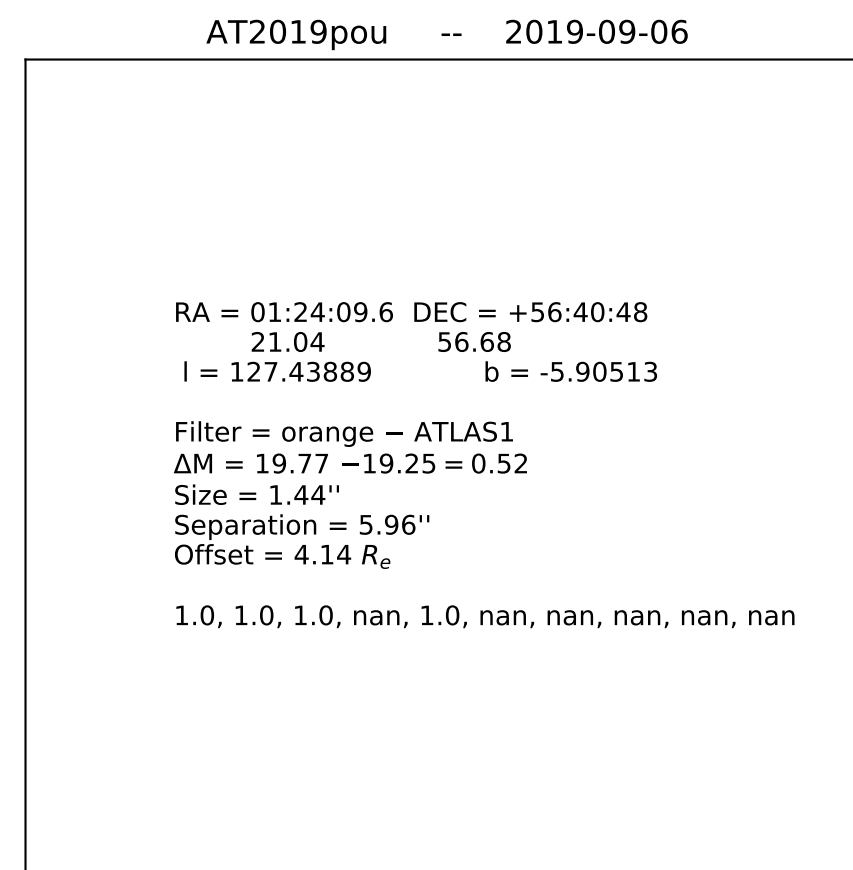 AT2019pou -- 2019-09-06
RA = 01:24:09.6 DEC = +56:40:48
21.04 56.68
l = 127.43889 b = -5.90513
Filter = orange − ATLAS1
ΔM = 19.77 −19.25 = 0.52
Size = 1.44''
Separation = 5.96''
Offset = 4.14 Rₑ
1.0, 1.0, 1.0, nan, 1.0, nan, nan, nan, nan, nan